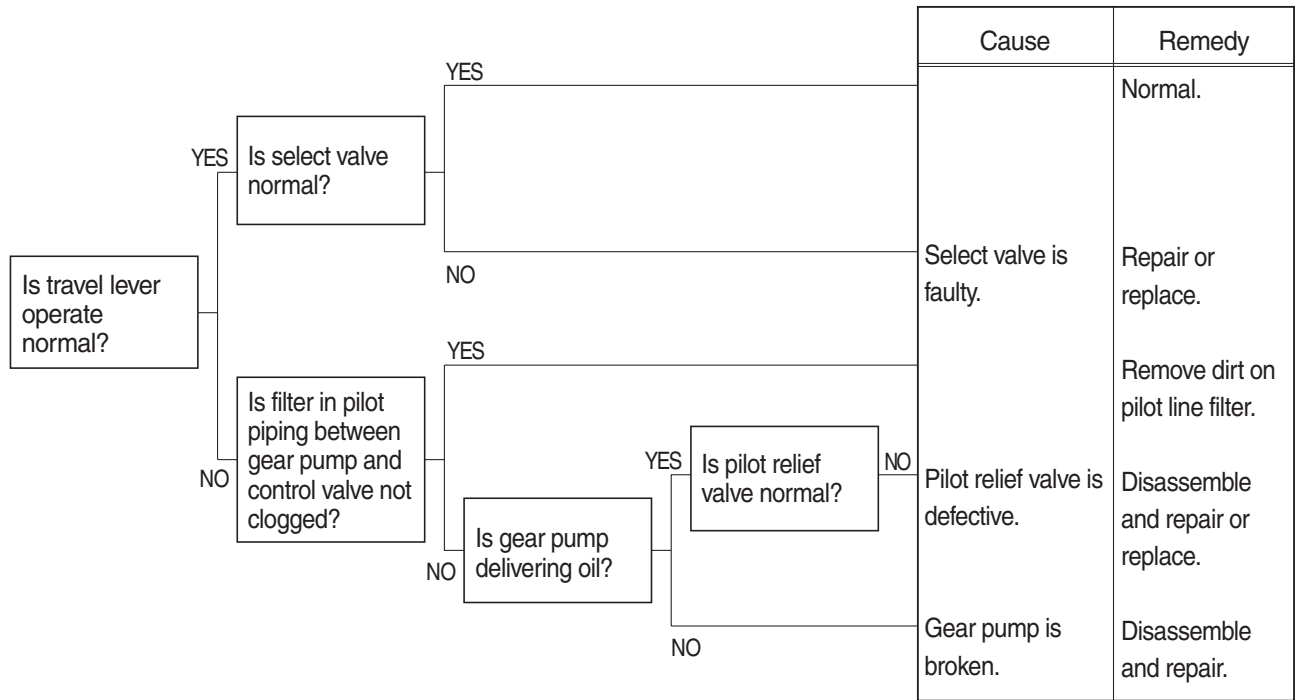 Cause
Remedy
YES
Normal.
YES
Is select valve
normal?
NO
Select valve is
faulty.
Repair or
replace.
Is travel lever
operate
normal?
YES
Remove dirt on
pilot line filter.
NO
Is filter in pilot
piping between
gear pump and
control valve not
clogged?
YES
Is pilot relief
valve normal?
NO
Pilot relief valve is
defective.
Disassemble
and repair or
replace.
NO
Is gear pump
delivering oil?
NO
Gear pump is
broken.
Disassemble
and repair.